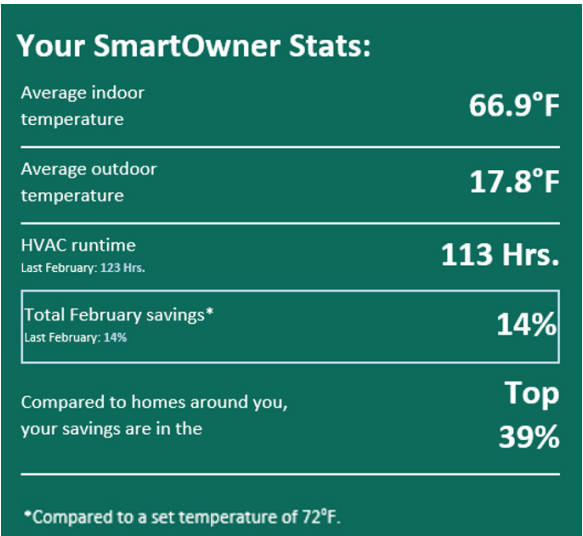 Your SmartOwner Stats:
Average indoor
temperature
66.9°F
Average outdoor
temperature
17.8°F
HVAC runtime
Last February: 123 Hrs.
113 Hrs.
Total February savings*
Last February: 14%
14%
Compared to homes around you,
your savings are in the
Top
39%
*Compared to a set temperature of 72°F.